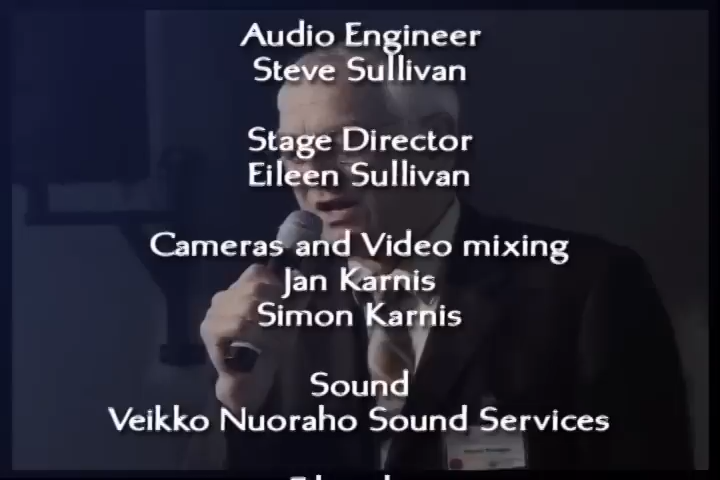 Audio Engineer
Steve Sullivan
Stage Director
Eileen Sullivan
Cameras and Video mixing
Jan Karnis
Simon Karnis
Sound
Veikko Nuoraho Sound Services